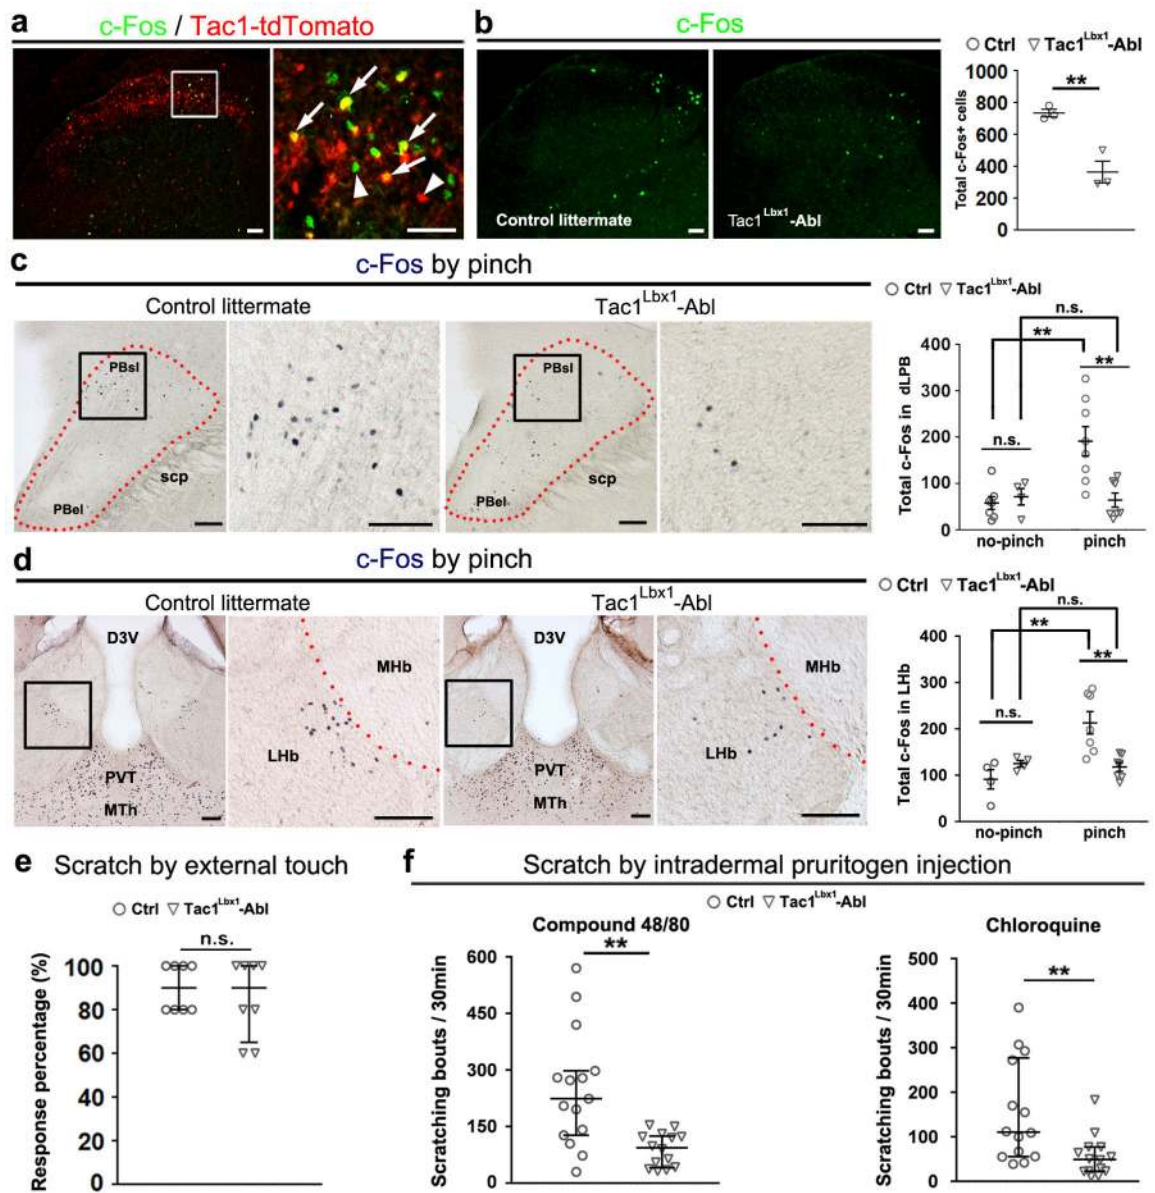 a
c-Fos / Tac1-tdTomato
b
c-Fos
Control littermate
Tac1Lbx1-Abl
Ctrl Tac1Lbx1-Abl
**
Total c-Fos+ cells
1000
800
600
400
200
0
c
c-Fos by pinch
Control littermate
Tac1Lbx1-Abl
PBsl
scp
PBel
PBsl
scp
PBel
Ctrl Tac1Lbx1-Abl
n.s.
**
**
n.s.
Total c-Fos in dLPB
400
300
200
100
0
no-pinch pinch
d
c-Fos by pinch
Control littermate
Tac1Lbx1-Abl
D3V
PVT
MTh
MHb
LHb
D3V
PVT
MTh
MHb
LHb
Ctrl Tac1Lbx1-Abl
n.s.
**
**
n.s.
Total c-Fos in LHb
400
300
200
100
0
no-pinch pinch
e
Scratch by external touch
Ctrl Tac1Lbx1-Abl
n.s.
Response percentage (%)
100
80
60
40
20
0
f
Scratch by intradermal pruritogen injection
Ctrl Tac1Lbx1-Abl
Compound 48/80
**
Scratching bouts / 30min
600
450
300
150
0
Chloroquine
**
Scratching bouts / 30min
500
400
300
200
100
0